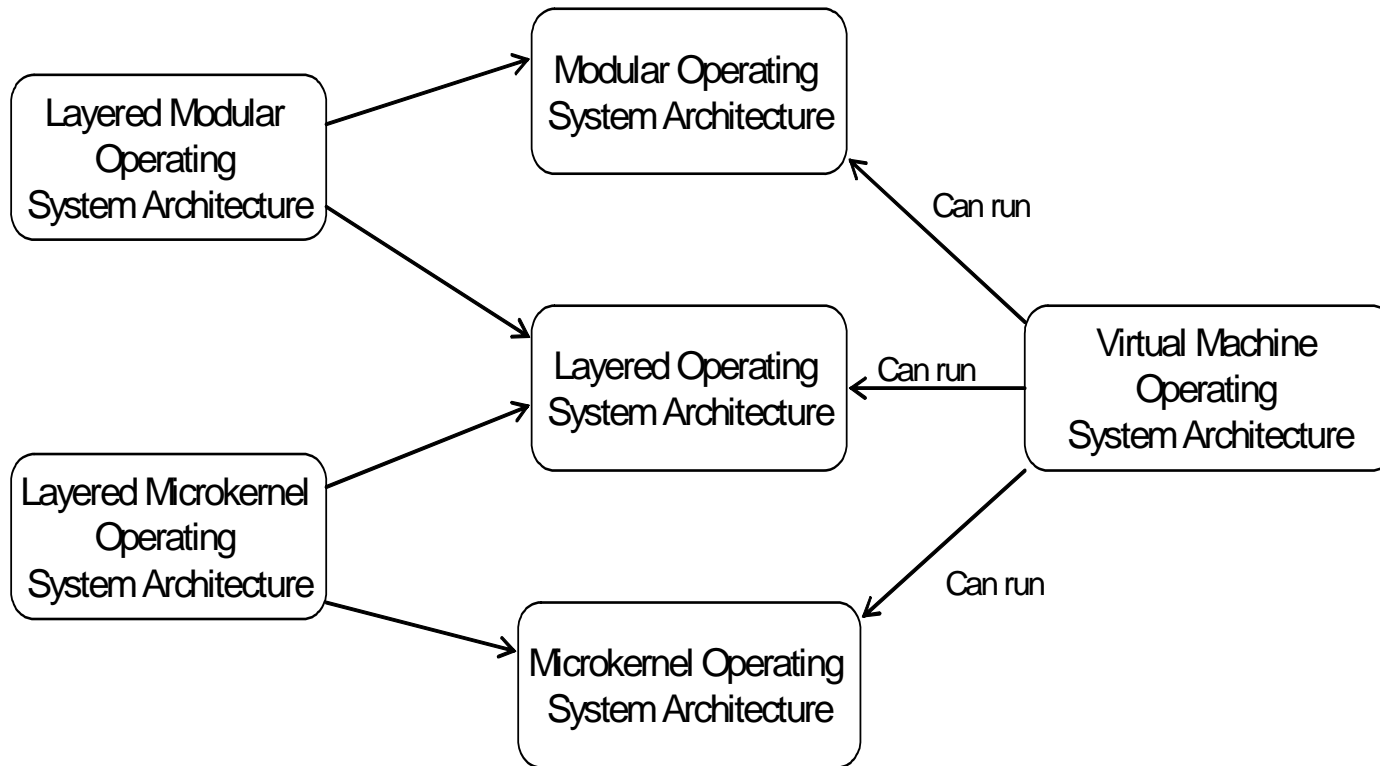 Modular Operating
System Architecture
Layered Modular
Operating
System Architecture
Can run
Layered Operating
System Architecture
Can run
Virtual Machine
Operating
System Architecture
Layered Microkernel
Operating
System Architecture
Can run
Microkernel Operating
System Architecture